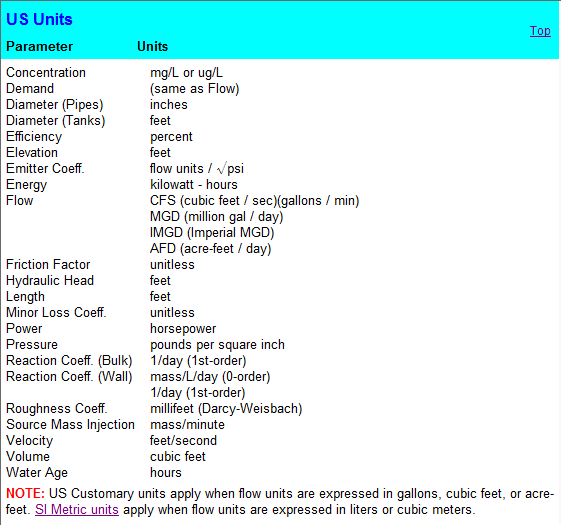 US Units
Top
Parameter Units
Concentration mg/L or ug/L
Demand (same as Flow)
Diameter (Pipes) inches
Diameter (Tanks) feet
Efficiency percent
Elevation feet
Emitter Coeff. flow units / √psi
Energy kilowatt - hours
Flow CFS (cubic feet / sec)(gallons / min)
MGD (million gal / day)
IMGD (Imperial MGD)
AFD (acre-feet / day)
Friction Factor unitless
Hydraulic Head feet
Length feet
Minor Loss Coeff. unitless
Power horsepower
Pressure pounds per square inch
Reaction Coeff. (Bulk) 1/day (1st-order)
Reaction Coeff. (Wall) mass/L/day (0-order)
1/day (1st-order)
Roughness Coeff. millifeet (Darcy-Weisbach)
Source Mass Injection mass/minute
Velocity feet/second
Volume cubic feet
Water Age hours
NOTE: US Customary units apply when flow units are expressed in gallons, cubic feet, or acre-
feet. SI Metric units apply when flow units are expressed in liters or cubic meters.